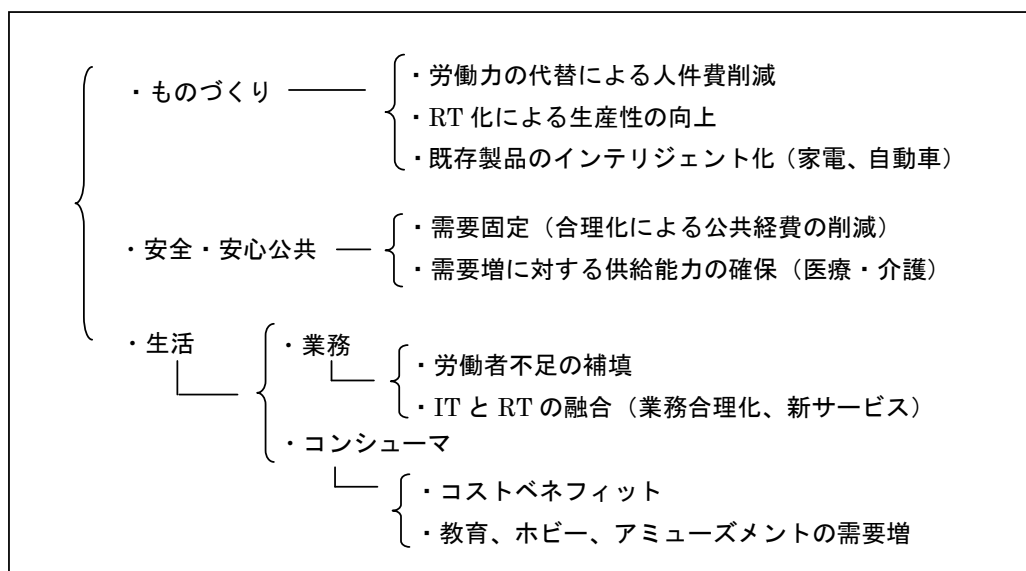 ・ものづくり
・労働力の代替による人件費削減
・RT 化による生産性の向上
・既存製品のインテリジェント化（家電、自動車）
・安全・安心公共
・需要固定（合理化による公共経費の削減）
・需要増に対する供給能力の確保（医療・介護）
・生活
・業務
・労働者不足の補填
・IT と RT の融合（業務合理化、新サービス）
・コンシューマ
・コストベネフィット
・教育、ホビー、アミューズメントの需要増